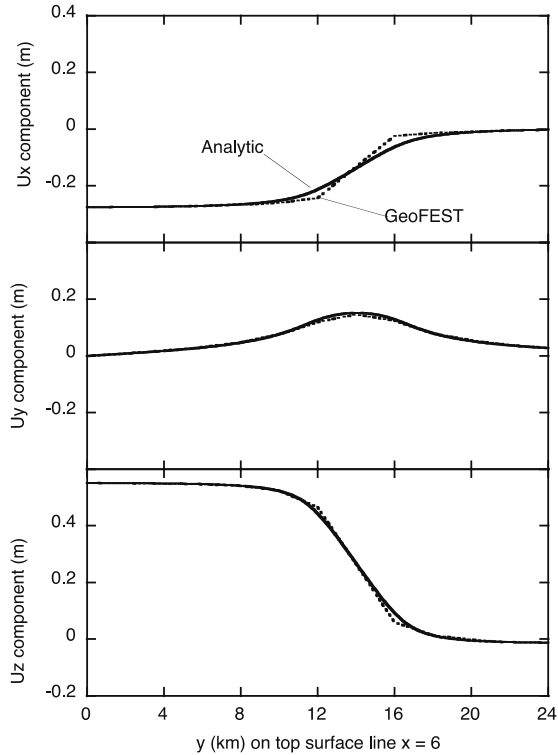 0.4
0.2
0
-0.2
Ux component (m)
Analytic
GeoFEST
0.2
0
-0.2
Uy component (m)
0.4
0.2
0
-0.2
Uz component (m)
0 4 8 12 16 20 24
y (km) on top surface line x = 6